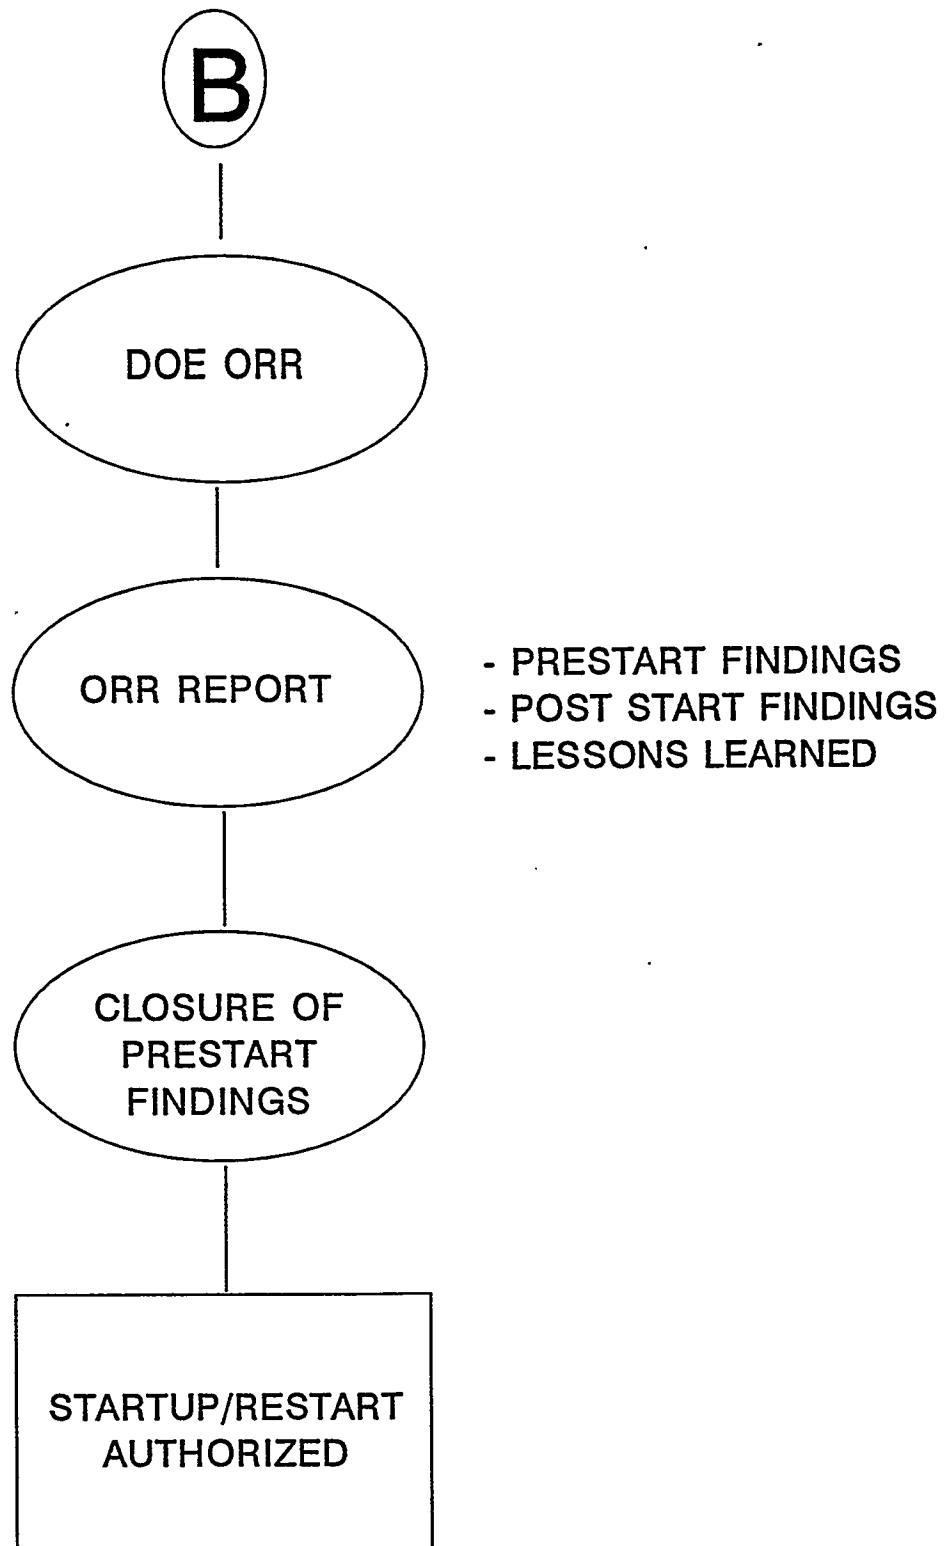 B
DOE ORR
ORR REPORT
- PRESTART FINDINGS
- POST START FINDINGS
- LESSONS LEARNED
CLOSURE OF
PRESTART
FINDINGS
STARTUP/RESTART
AUTHORIZED